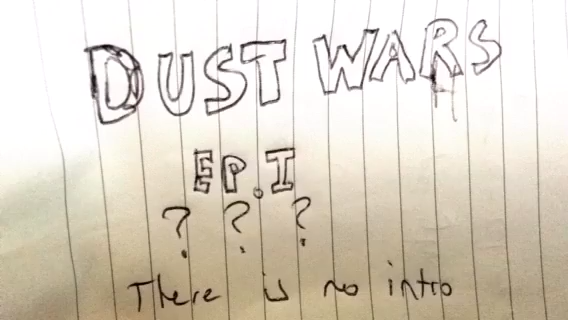 DUST WARS
EP.I
? ? ?
There is no intro